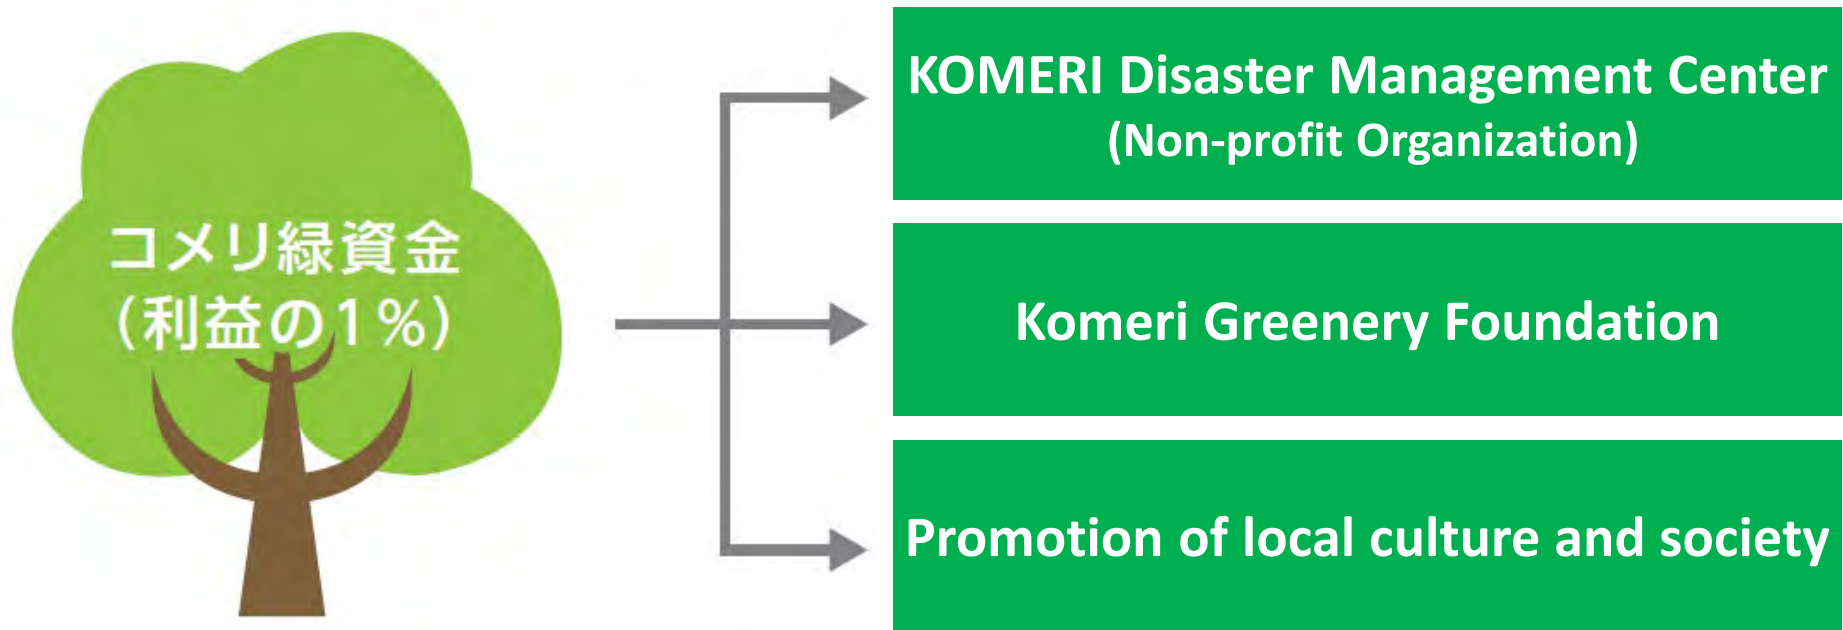 コメリ緑資金
（利益の1％）
KOMERI Disaster Management Center
(Non-profit Organization)
Komeri Greenery Foundation
Promotion of local culture and society